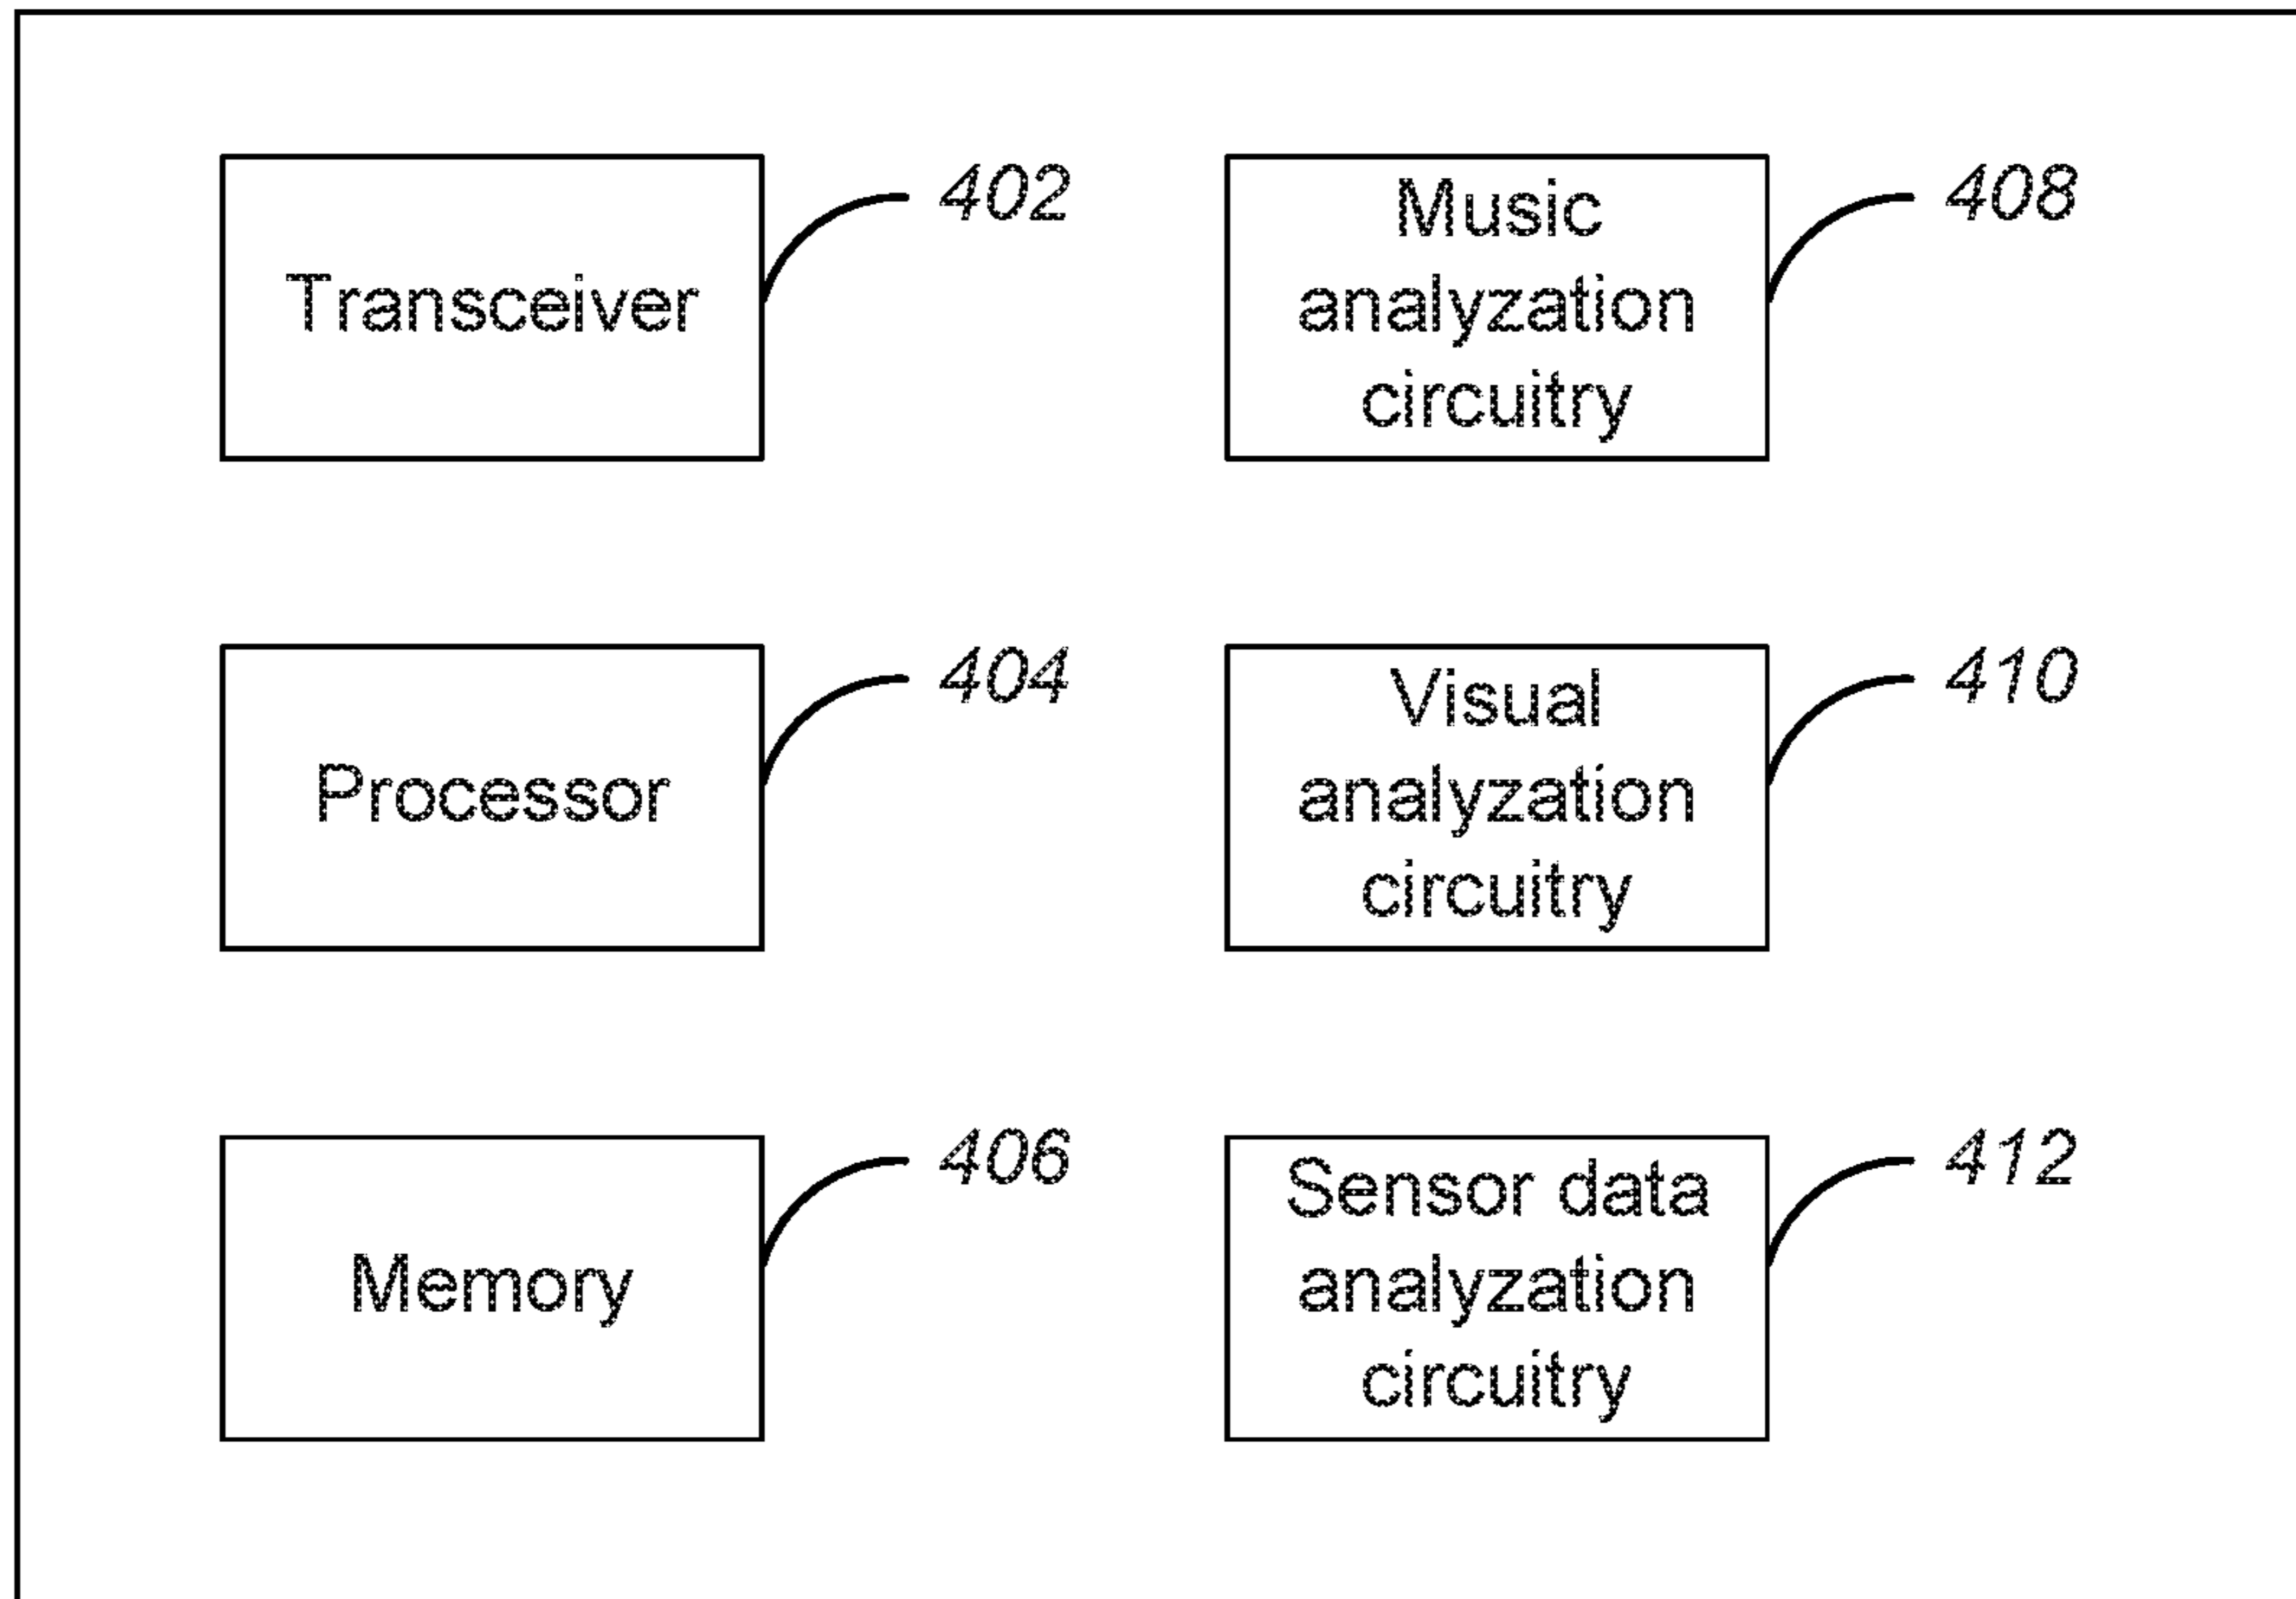 Transceiver
402
Music
analyzation
circuitry
408
Processor
404
Visual
analyzation
circuitry
410
Memory
406
Sensor data
analyzation
circuitry
412